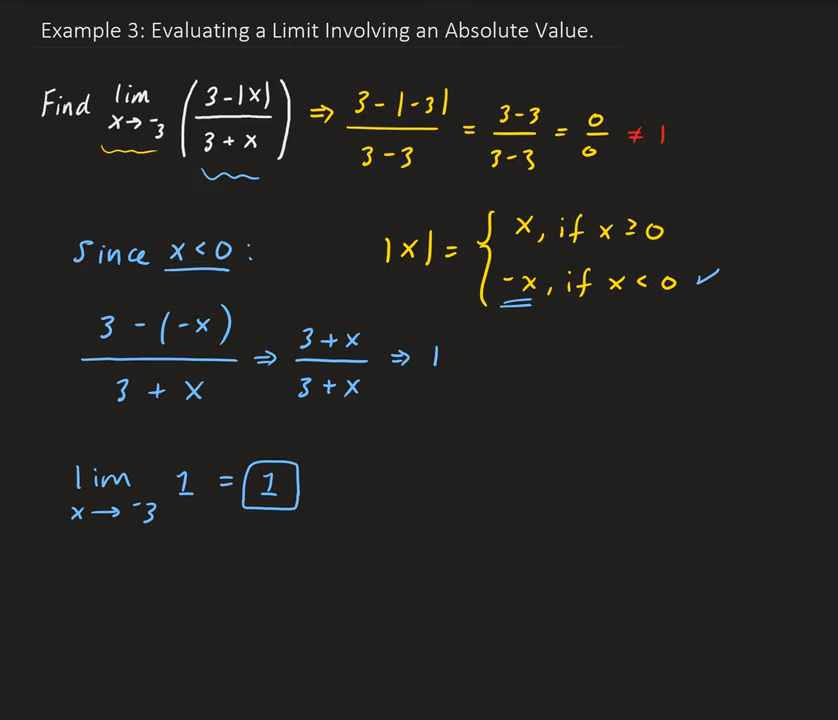 Example 3: Evaluating a Limit Involving an Absolute Value.
Find lim x→-3 ((3-|x|)/(3+x)) ⇒ (3-|-3|)/(3-3) = (3-3)/(3-3) = 0/0 ≠ 1
Since x<0:
|x| = { x, if x ≥ 0
-x, if x < 0 ✓
(3-(-x))/(3+x) ⇒ (3+x)/(3+x) ⇒ 1
lim x→-3 1 = 1